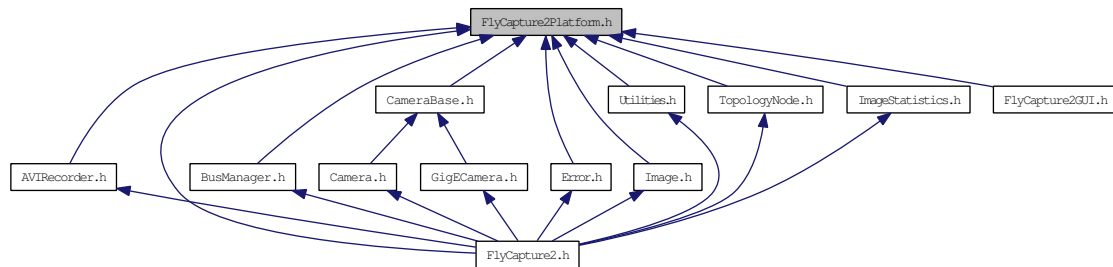 FlyCapture2Platform.h
CameraBase.h
Utilities.h
TopologyNode.h
ImageStatistics.h
FlyCapture2GUI.h
AVIRecorder.h
BusManager.h
Camera.h
GigECamera.h
Error.h
Image.h
FlyCapture2.h